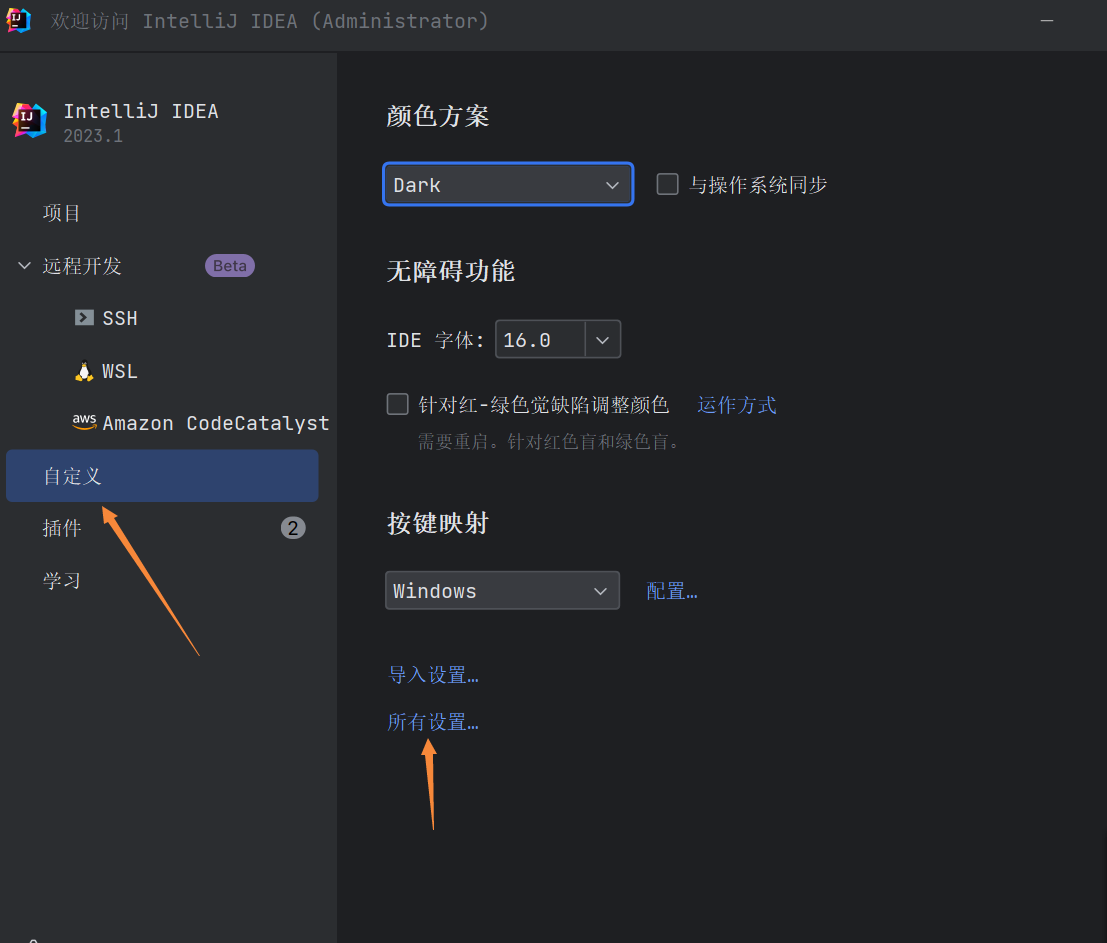 欢迎访问 IntelliJ IDEA (Administrator)
IntelliJ IDEA
2023.1
项目
远程开发 Beta
SSH
WSL
aws Amazon CodeCatalyst
自定义
插件 2
学习
颜色方案
Dark 与操作系统同步
无障碍功能
IDE 字体: 16.0
针对红-绿色觉缺陷调整颜色 运作方式
需要重启。针对红色盲和绿色盲。
按键映射
Windows 配置...
导入设置...
所有设置...